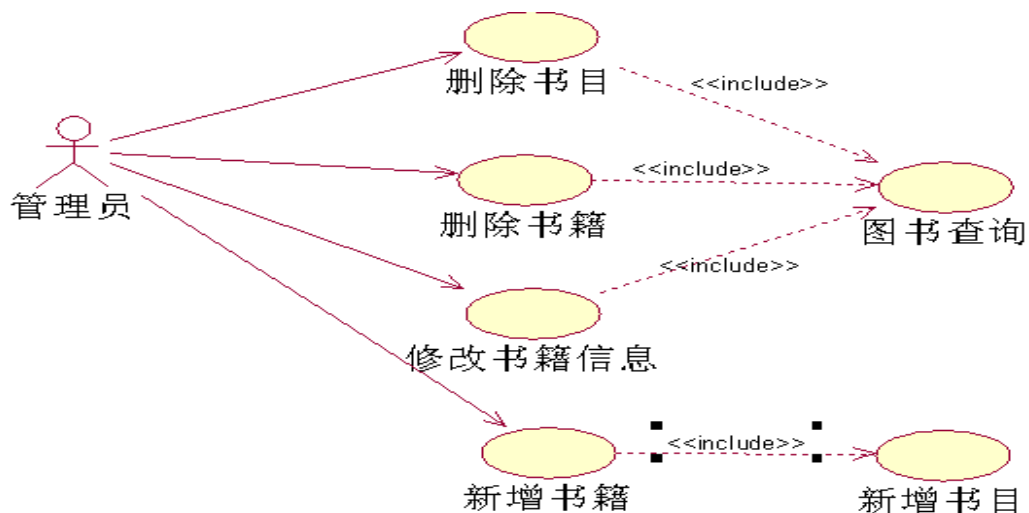 删除书目
<<include>>
管理员
删除书籍
<<include>>
图书查询
<<include>>
修改书籍信息
新增书籍
<<include>>
新增书目